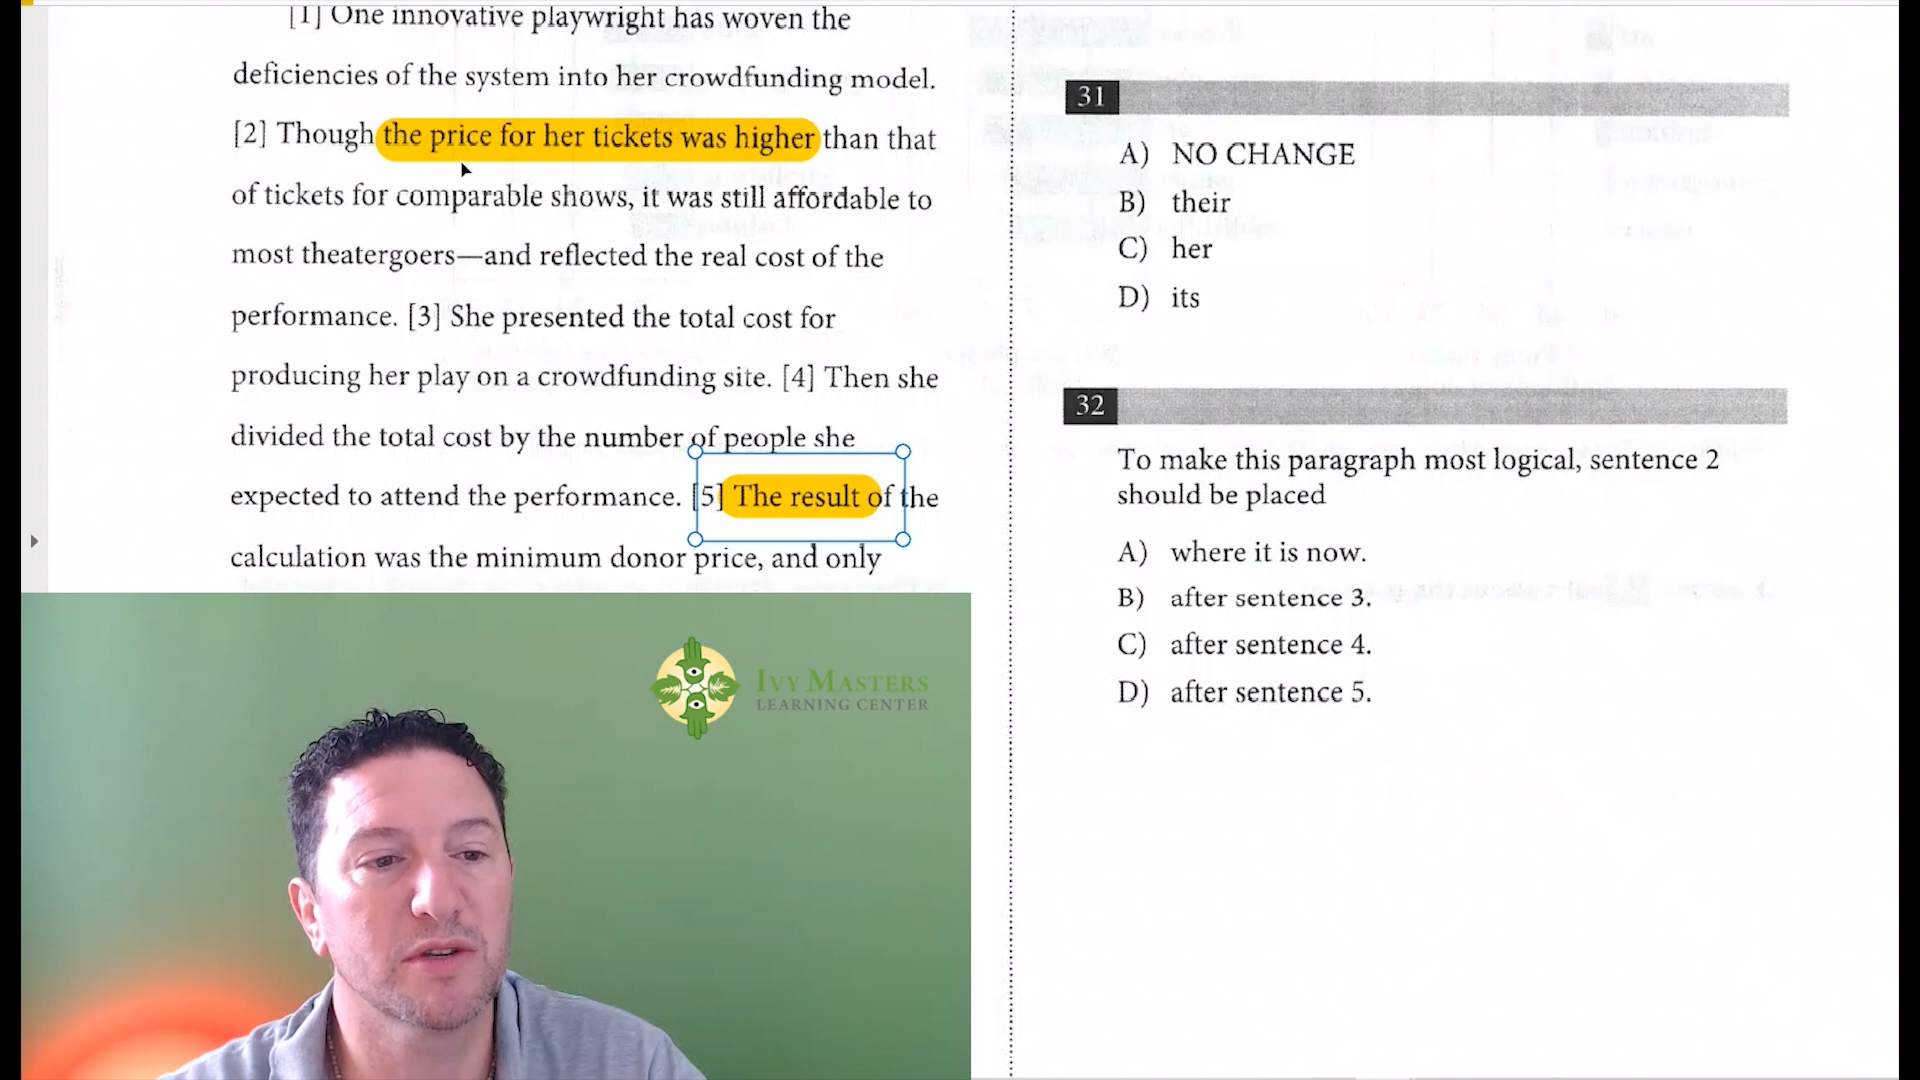 [1] One innovative playwright has woven the
deficiencies of the system into her crowdfunding model.
[2] Though the price for her tickets was higher than that
of tickets for comparable shows, it was still affordable to
most theatergoers—and reflected the real cost of the
performance. [3] She presented the total cost for
producing her play on a crowdfunding site. [4] Then she
divided the total cost by the number of people she
expected to attend the performance. [5] The result of the
calculation was the minimum donor price, and only
31
A) NO CHANGE
B) their
C) her
D) its
32
To make this paragraph most logical, sentence 2
should be placed
A) where it is now.
B) after sentence 3.
C) after sentence 4.
D) after sentence 5.
IVY MASTERS
LEARNING CENTER